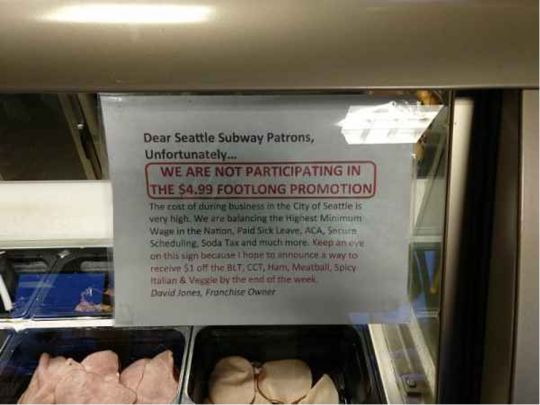 Dear Seattle Subway Patrons,
Unfortunately...
WE ARE NOT PARTICIPATING IN
THE $4.99 FOOTLONG PROMOTION
The cost of during business in the City of Seattle is
very high. We are balancing the Highest Minimum
Wage in the Nation, Paid Sick Leave, ACA, Secure
Scheduling, Soda Tax and much more. Keep an eye
on this sign because I hope to announce a way to
receive $1 off the BLT, CCT, Ham, Meatball, Spicy
Italian & Veggie by the end of the week.
David Jones, Franchise Owner